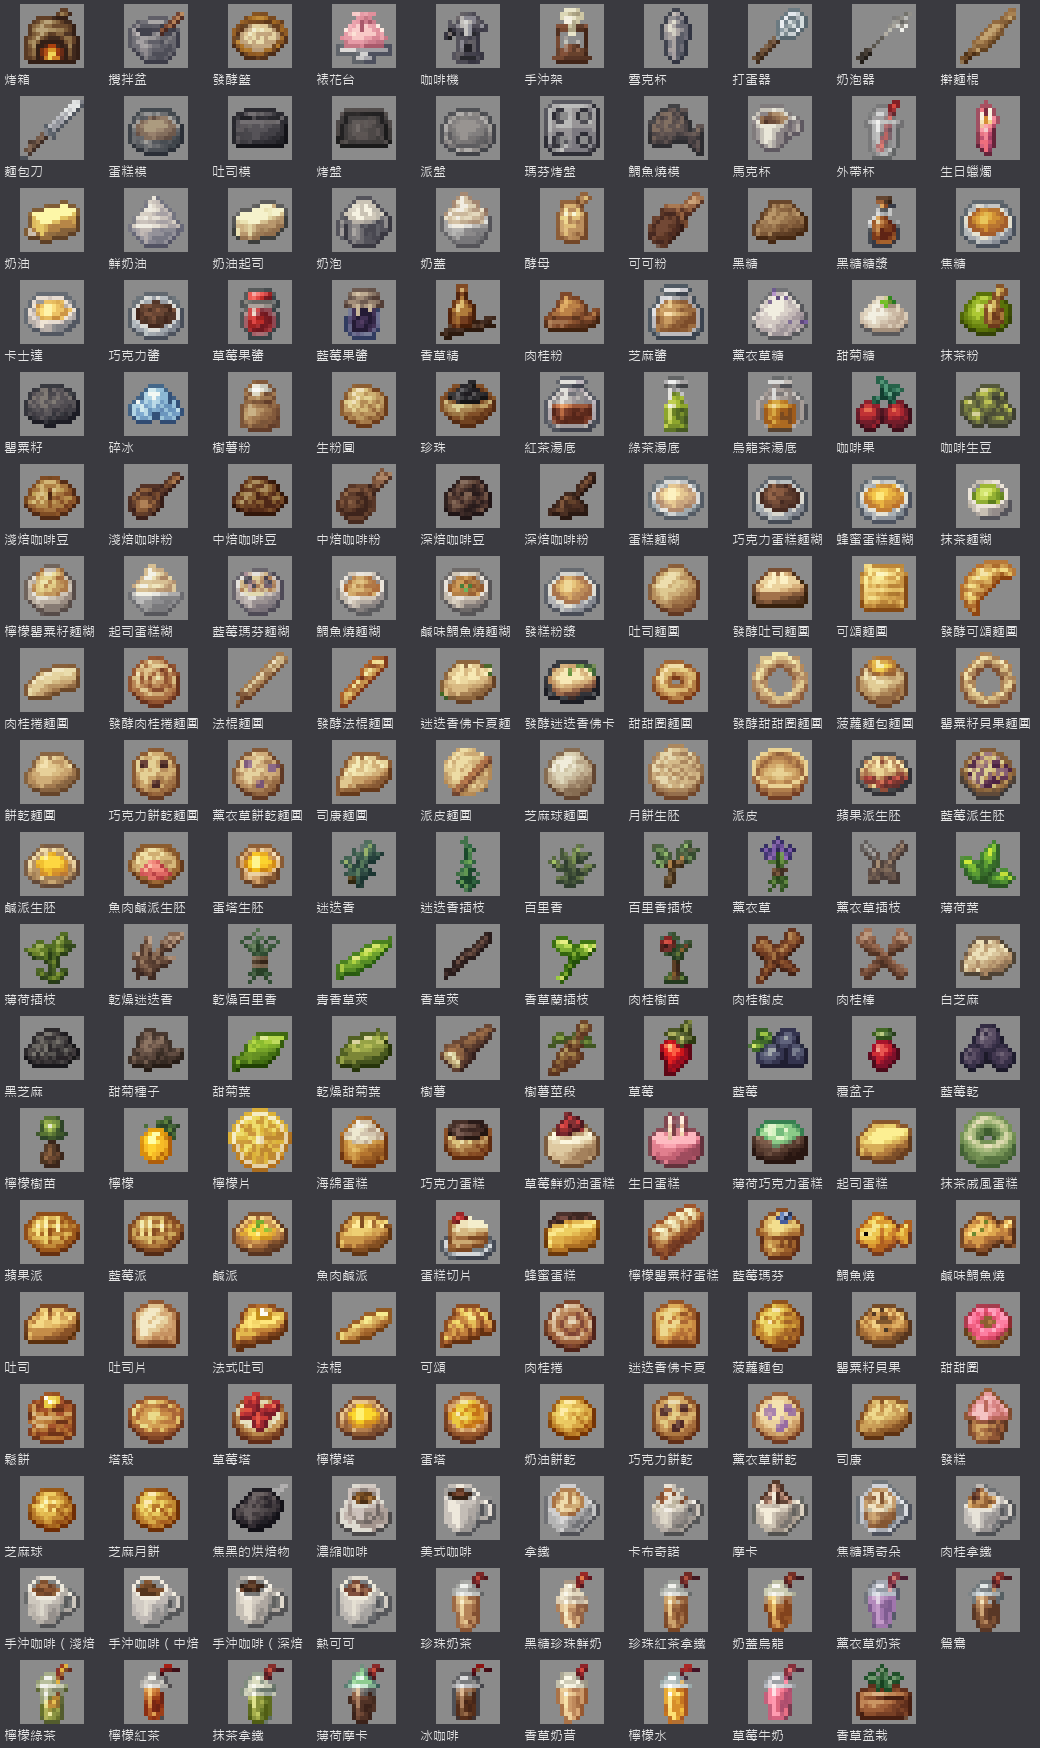 烤箱 攪拌盆 發酵籃 裱花台 咖啡機 手沖架 雪克杯 打蛋器 奶泡器 擀麵棍
麵包刀 蛋糕模 吐司模 烤盤 派盤 瑪芬烤盤 鯛魚燒模 馬克杯 外帶杯 生日蠟燭
奶油 鮮奶油 奶油起司 奶泡 奶蓋 酵母 可可粉 黑糖 黑糖糖漿 焦糖
卡士達 巧克力醬 草莓果醬 藍莓果醬 香草精 肉桂粉 芝麻醬 薰衣草糖 甜菊糖 抹茶粉
罌粟籽 碎冰 樹薯粉 生粉圓 珍珠 紅茶湯底 綠茶湯底 烏龍茶湯底 咖啡果 咖啡生豆
淺焙咖啡豆 淺焙咖啡粉 中焙咖啡豆 中焙咖啡粉 深焙咖啡豆 深焙咖啡粉 蛋糕麵糊 巧克力蛋糕麵糊 蜂蜜蛋糕麵糊 抹茶麵糊
檸檬罌粟籽麵糊 起司蛋糕糊 藍莓瑪芬麵糊 鯛魚燒麵糊 鹹味鯛魚燒麵糊 發糕粉漿 吐司麵團 發酵吐司麵團 可頌麵團 發酵可頌麵團
肉桂捲麵團 發酵肉桂捲麵團 法棍麵團 發酵法棍麵團 迷迭香佛卡夏麵 發酵迷迭香佛卡 甜甜圈麵團 發酵甜甜圈麵團 菠蘿麵包麵團 罌粟籽貝果麵團
餅乾麵團 巧克力餅乾麵團 薰衣草餅乾麵團 司康麵團 派皮麵團 芝麻球麵團 月餅生胚 派皮 蘋果派生胚 藍莓派生胚
鹹派生胚 魚肉鹹派生胚 蛋塔生胚 迷迭香 迷迭香插枝 百里香 百里香插枝 薰衣草 薰衣草插枝 薄荷葉
薄荷插枝 乾燥迷迭香 乾燥百里香 青香草莢 香草莢 香草蘭插枝 肉桂樹苗 肉桂樹皮 肉桂棒 白芝麻
黑芝麻 甜菊種子 甜菊葉 乾燥甜菊葉 樹薯 樹薯莖段 草莓 藍莓 覆盆子 藍莓乾
檸檬樹苗 檸檬 檸檬片 海綿蛋糕 巧克力蛋糕 草莓鮮奶油蛋糕 生日蛋糕 薄荷巧克力蛋糕 起司蛋糕 抹茶戚風蛋糕
蘋果派 藍莓派 鹹派 魚肉鹹派 蛋糕切片 蜂蜜蛋糕 檸檬罌粟籽蛋糕 藍莓瑪芬 鯛魚燒 鹹味鯛魚燒
吐司 吐司片 法式吐司 法棍 可頌 肉桂捲 迷迭香佛卡夏 菠蘿麵包 罌粟籽貝果 甜甜圈
鬆餅 塔殼 草莓塔 檸檬塔 蛋塔 奶油餅乾 巧克力餅乾 薰衣草餅乾 司康 發糕
芝麻球 芝麻月餅 焦黑的烘焙物 濃縮咖啡 美式咖啡 拿鐵 卡布奇諾 摩卡 焦糖瑪奇朵 肉桂拿鐵
手沖咖啡（淺焙 手沖咖啡（中焙 手沖咖啡（深焙 熱可可 珍珠奶茶 黑糖珍珠鮮奶 珍珠紅茶拿鐵 奶蓋烏龍 薰衣草奶茶 鴛鴦
檸檬綠茶 檸檬紅茶 抹茶拿鐵 薄荷摩卡 冰咖啡 香草奶昔 檸檬水 草莓牛奶 香草盆栽